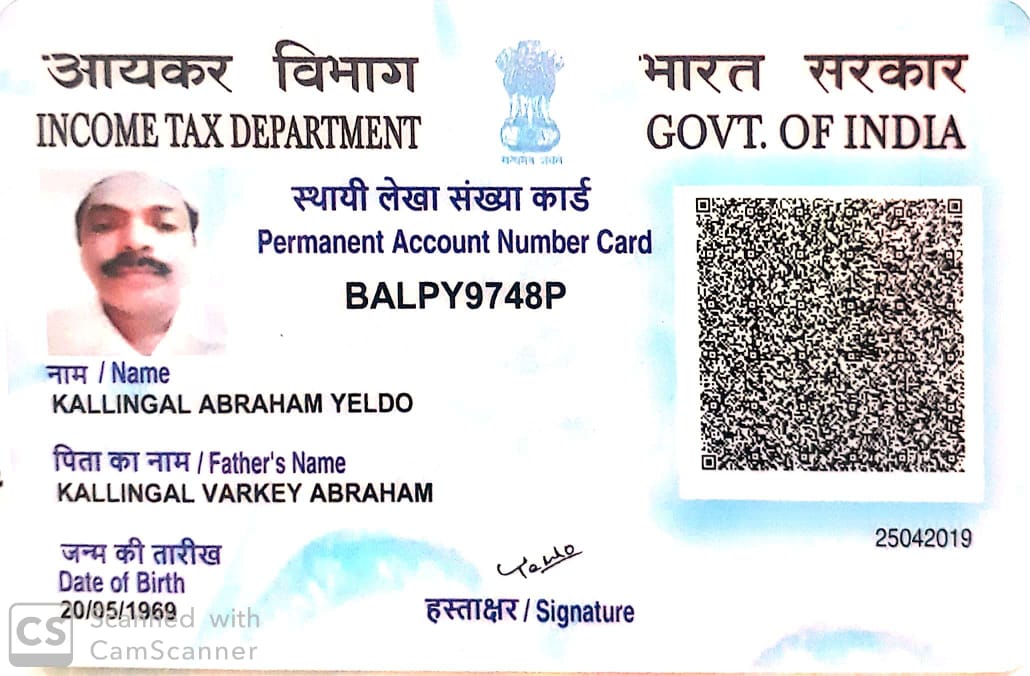 आयकर विभाग
INCOME TAX DEPARTMENT
भारत सरकार
GOVT. OF INDIA
सत्यमेव जयते
स्थायी लेखा संख्या कार्ड
Permanent Account Number Card
BALPY9748P
नाम / Name
KALLINGAL ABRAHAM YELDO
पिता का नाम / Father's Name
KALLINGAL VARKEY ABRAHAM
25042019
जन्म की तारीख
Date of Birth
20/05/1969
Yeldo
हस्ताक्षर / Signature
CS
Scanned with
CamScanner